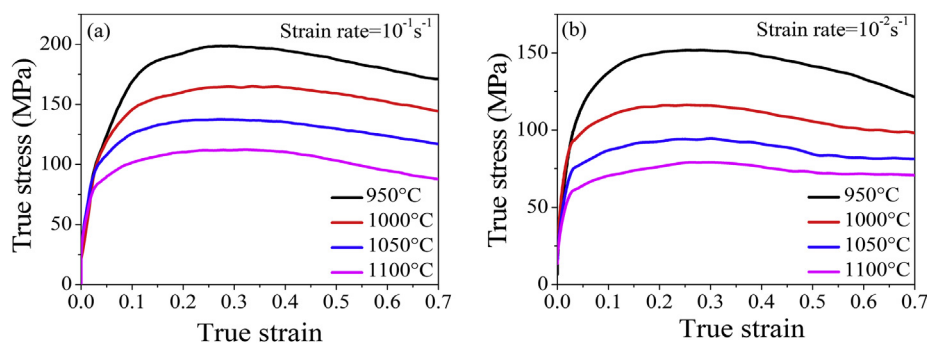 (a) Strain rate=10⁻¹s⁻¹
200
150
100
50
0
0.0 0.1 0.2 0.3 0.4 0.5 0.6 0.7
True stress (MPa)
True strain
950°C
1000°C
1050°C
1100°C
(b) Strain rate=10⁻²s⁻¹
150
100
50
0
0.0 0.1 0.2 0.3 0.4 0.5 0.6 0.7
True stress (MPa)
True strain
950°C
1000°C
1050°C
1100°C